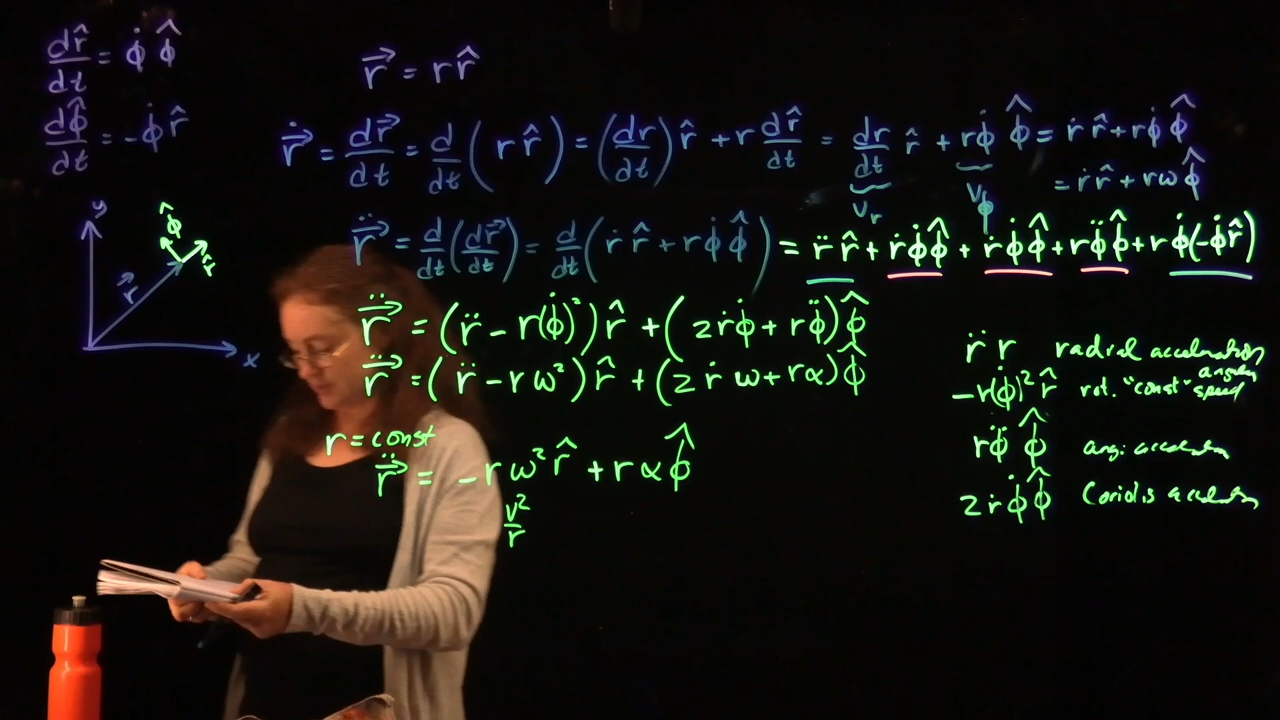 dr̂/dt = φ̇ φ̂
dφ̂/dt = -φ̇ r̂
r⃗ = r r̂
r⃗̇ = dr⃗/dt = d/dt (r r̂) = (dr/dt) r̂ + r dr̂/dt = dr/dt r̂ + rφ̇ φ̂ = ṙ r̂ + rφ̇ φ̂
v_r v_φ = ṙ r̂ + rω φ̂
r⃗̈ = d/dt (dr⃗/dt) = d/dt (ṙ r̂ + rφ̇ φ̂) = r̈ r̂ + ṙφ̇φ̂ + ṙφ̇φ̂ + rφ̈φ̂ + rφ̇(-φ̇r̂)
y
φ̂
r̂
r⃗
x
r⃗̈ = (r̈ - r(φ̇)²) r̂ + (2ṙφ̇ + rφ̈) φ̂
r⃗̈ = (r̈ - rω²) r̂ + (2ṙω + rα) φ̂
r = const
r⃗̈ = -rω² r̂ + rα φ̂
v²/r
r̈ r radial acceleration
-r(φ̇)² r̂ rot. "const" angular speed
rφ̈ φ̂ ang. acceleration
2ṙφ̇φ̂ Coriolis acceleration